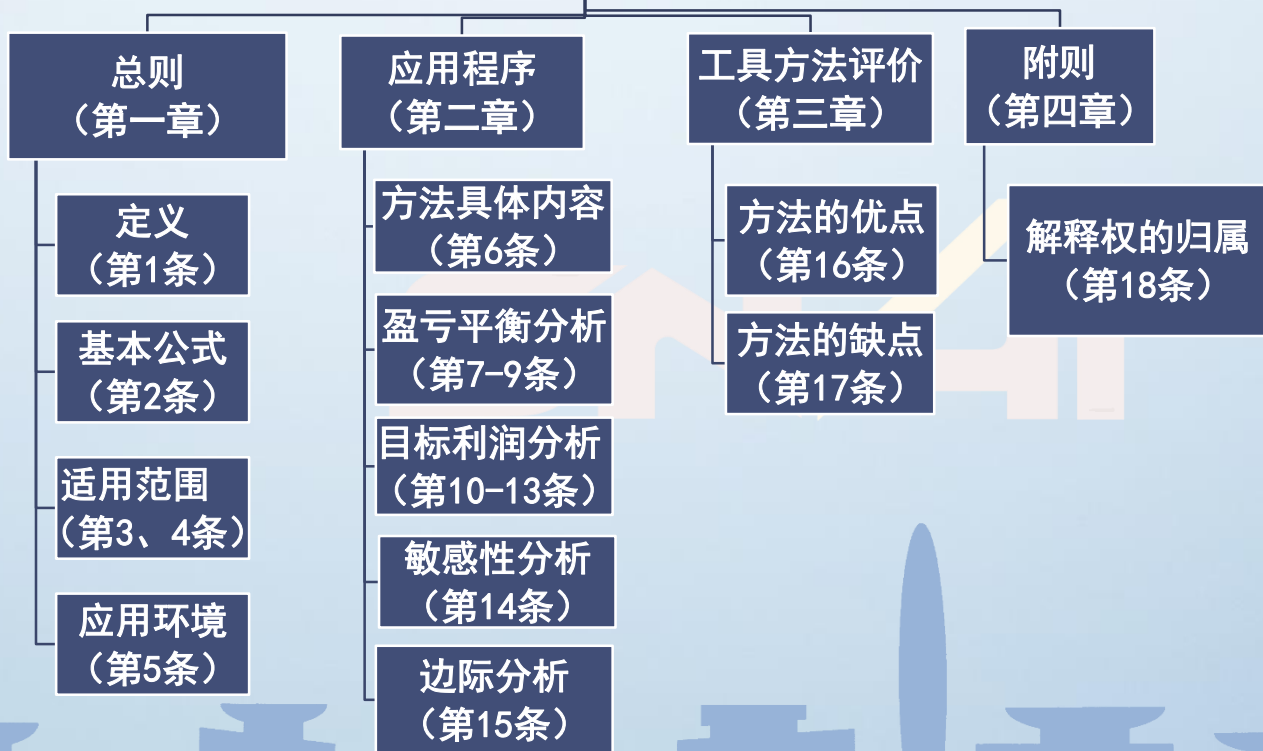 总则
（第一章）
定义
（第1条）
基本公式
（第2条）
适用范围
（第3、4条）
应用环境
（第5条）
应用程序
（第二章）
方法具体内容
（第6条）
盈亏平衡分析
（第7-9条）
目标利润分析
（第10-13条）
敏感性分析
（第14条）
边际分析
（第15条）
工具方法评价
（第三章）
方法的优点
（第16条）
方法的缺点
（第17条）
附则
（第四章）
解释权的归属
（第18条）